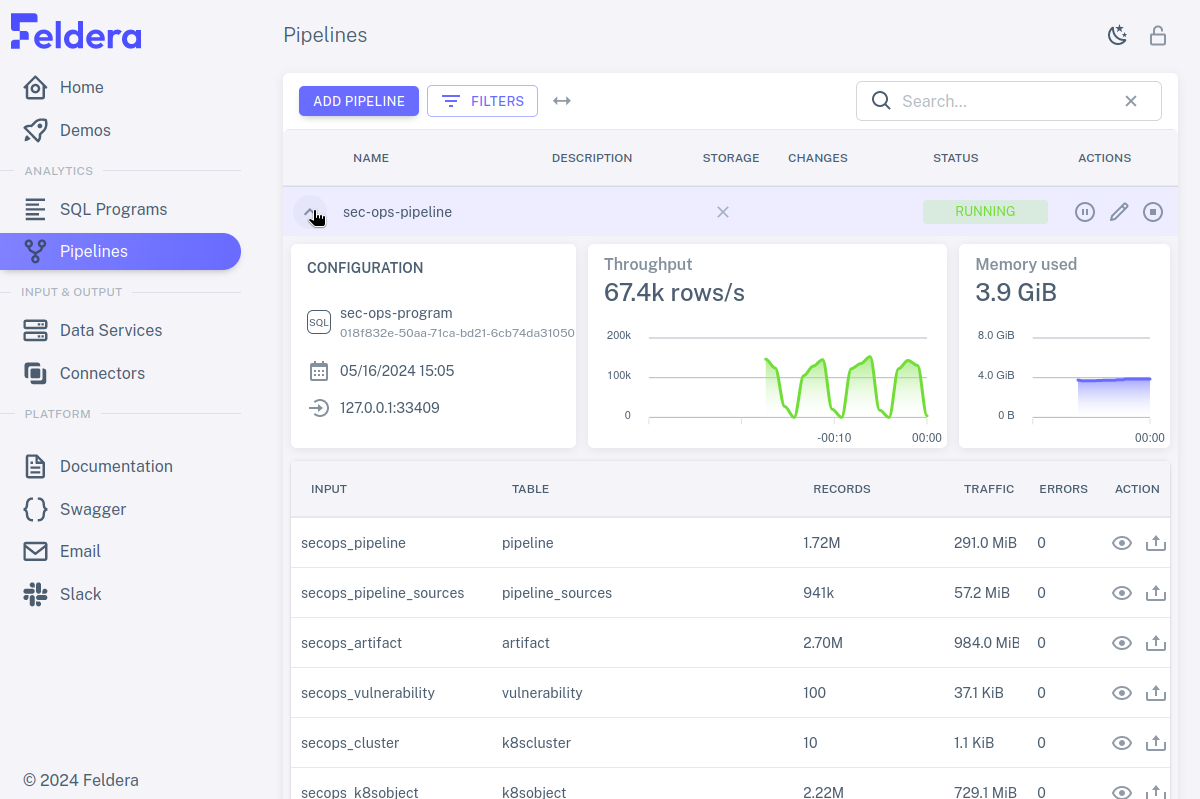 Feldera
Pipelines
Home
Demos
ANALYTICS
SQL Programs
Pipelines
INPUT & OUTPUT
Data Services
Connectors
PLATFORM
Documentation
Swagger
Email
Slack
© 2024 Feldera
ADD PIPELINE FILTERS Search...
NAME DESCRIPTION STORAGE CHANGES STATUS ACTIONS
sec-ops-pipeline RUNNING
CONFIGURATION
SQL
sec-ops-program
018f832e-50aa-71ca-bd21-6cb74da31050
05/16/2024 15:05
127.0.0.1:33409
Throughput
67.4k rows/s
200k
100k
0
-00:10 00:00
Memory used
3.9 GiB
8.0 GiB
4.0 GiB
0 B
00:00
INPUT TABLE RECORDS TRAFFIC ERRORS ACTION
secops_pipeline pipeline 1.72M 291.0 MiB 0
secops_pipeline_sources pipeline_sources 941k 57.2 MiB 0
secops_artifact artifact 2.70M 984.0 MiB 0
secops_vulnerability vulnerability 100 37.1 KiB 0
secops_cluster k8scluster 10 1.1 KiB 0
secops_k8sobject k8sobject 2.22M 729.1 MiB 0